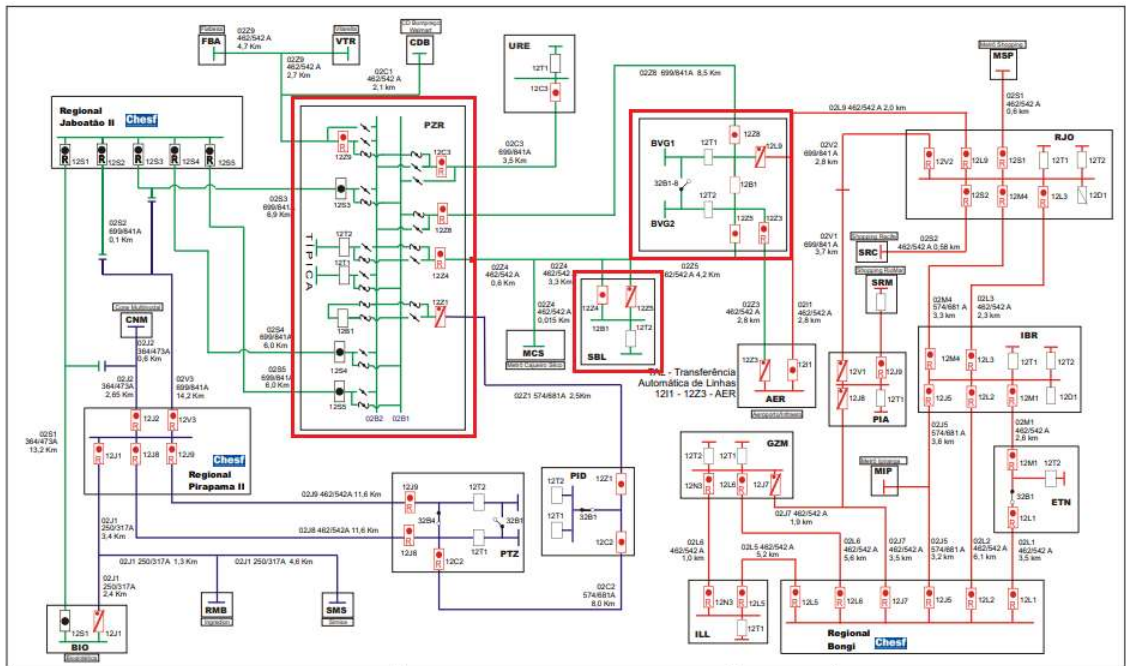 Regional
Jaboatão II
Chesf
12S1
12S2
12S3
12S4
12S5
FBA
Vitarella
VTR
CD Bompreço
Walmart
CDB
02Z9
462/542 A
4,7 Km
02Z9
462/542 A
2,7 Km
02C1
462/542 A
2,1 km
URE
12T1
12C3
02C3
699/841A
3,5 Km
PZR
12Z9
12C3
12S3
12Z8
12T2
12T1
TIPICA
12Z4
12Z1
12B1
12S4
12S5
02B2
02B1
02S3
699/841A
6,9 Km
02S2
699/841A
0,1 Km
02S4
699/841A
6,0 Km
02S5
699/841A
6,0 Km
02Z8 699/841A 8,5 Km
BVG1
BVG2
12T1
12Z8
12L9
32B1-8
12B1
12T2
12Z5
12Z3
02L9 462/542 A 2,0 km
Metrô Shopping
MSP
02S1
462/542 A
0,6 km
RJO
12V2
12L9
12S1
12T1
12T2
12S2
12M4
12L3
12D1
02V2
699/841 A
2,8 km
02V1
699/841 A
3,7 km
Shopping Recife
SRC
02S2
462/542 A 0,58 km
Shopping RioMar
SRM
02Z4
462/542 A
0,6 Km
02Z4
462/542
3,3 Km
02Z5
462/542 A 4,2 Km
02Z4
462/542 A
0,015 Km
MCS
12Z4
12Z5
12B1
12T2
SBL
02Z3
462/542 A
2,8 km
02I1
462/542 A
2,8 km
TAL - Transferência
Automática de Linhas
12I1 - 12Z3 - AER
12Z3
12I1
AER
12V1
12J9
12J8
12T1
PIA
02M4
574/681 A
3,3 km
02L3
462/542 A
2,3 km
IBR
12M4
12L3
12T1
12T2
12J5
12L2
12M1
12D1
CNM
02J2
364/473A
0,6 Km
02J2
364/473A
2,65 Km
02V3
699/841A
14,2 Km
02S1
364/473A
13,2 Km
12J2
12V3
12J1
12J8
12J9
Chesf
Regional
Pirapama II
02Z1 574/681 A 2,5Km
GZM
12T2
12T1
12N3
12L6
12J7
02J7 462/542 A
1,9 km
MIP
02J5
574/681 A
3,6 km
02M1
462/542 A
2,6 km
12M1
12T2
32B1
12L1
ETN
PID
12T2
12T1
12Z1
32B1
12C2
02J9 462/542A 11,6 Km
02J8 462/542A 11,6 Km
12J9
12T2
32B4
32B1
12J8
12T1
12C2
PTZ
02J1
250/317A
3,4 Km
02J1 250/317A 1,3 Km
02J1 250/317A 4,6 Km
02J1
250/317A
2,4 Km
RMB
Ingredion
SMS
02C2
574/681A
8,0 Km
12S1
12J1
BIO
02L6
462/542 A
1,0 km
02L5 462/542 A
5,2 km
02L6
462/542 A
5,6 km
02J7
462/542 A
3,5 km
02J5
574/681 A
3,2 km
02L2
462/542 A
6,1 km
02L1
462/542 A
3,5 km
12N3
12L5
12T1
ILL
12L5
12L6
12J7
12J5
12L2
12L1
Regional
Bongi
Chesf